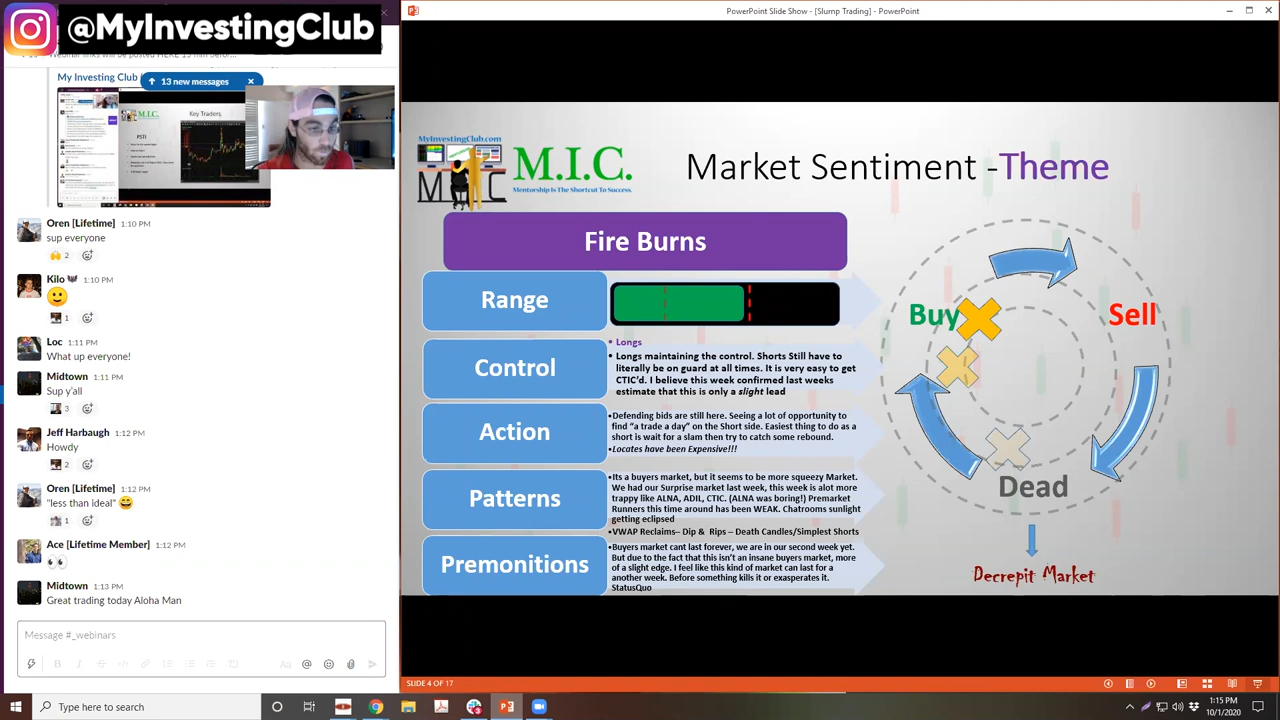 @MyInvestingClub
My Investing Club
13 new messages
Key Traders
PSTI
Oren [Lifetime] 1:10 PM
sup everyone
2
Kilo 1:10 PM
1
Loc 1:11 PM
What up everyone!
Midtown 1:11 PM
Sup y'all
3
Jeff Harbaugh 1:12 PM
Howdy
2
Oren [Lifetime] 1:12 PM
"less than ideal"
1
Ace [Lifetime Member] 1:12 PM
Midtown 1:13 PM
Great trading today Aloha Man
Message #_webinars
PowerPoint Slide Show - [Slump Trading] - PowerPoint
MyInvestingClub.com
MIC
M.I.C.
Mentorship Is The Shortcut To Success.
Market Sentiment -Theme
Fire Burns
Range
Control
• Longs
• Longs maintaining the control. Shorts Still have to
literally be on guard at all times. It is very easy to get
CTIC'd. I believe this week confirmed last weeks
estimate that this is only a slight lead
Action
•Defending bids are still here. Seeing a lot of opportunity to
find "a trade a day" on the Short side. Easiest thing to do as a
short is wait for a slam then try to catch some rebound.
•Locates have been Expensive!!!
Patterns
•Its a buyers market, but it seems to be more squeezy Market.
We had our Surprise market last week, this week is alot more
trappy like ALNA, ADIL, CTIC. (ALNA was boring!) Premarket
Runners this time around has been WEAK. Chatrooms sunlight
getting eclipsed
•VWAP Reclaims– Dip & Rips – Death Candles/Simplest Shorts
Premonitions
•Buyers market cant last forever, we are in our second week yet.
But due to the fact that this isn't an insane buyers market, more
of a slight edge. I feel like this kind of market can last for a
another week. Before something kills it or exasperates it.
StatusQuo
Buy
Sell
Dead
Decrepit Market
SLIDE 4 OF 17
Type here to search
1:15 PM
10/1/2020